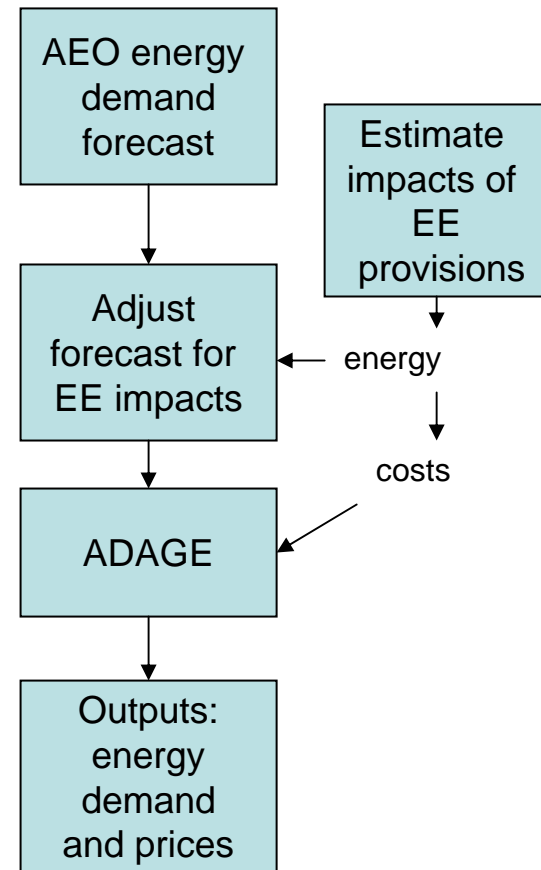 AEO energy
demand
forecast
Estimate
impacts of
EE
provisions
Adjust
forecast for
EE impacts
energy
costs
ADAGE
Outputs:
energy
demand
and prices